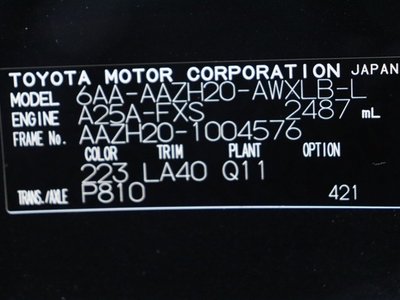 TOYOTA MOTOR CORPORATION JAPAN
MODEL 6AA-AAZH20-AWXLB-L
ENGINE A25A-FXS 2487 mL
FRAME No. AAZH20-1004576
COLOR TRIM PLANT OPTION
223 LA40 Q11
TRANS./AXLE P810 421